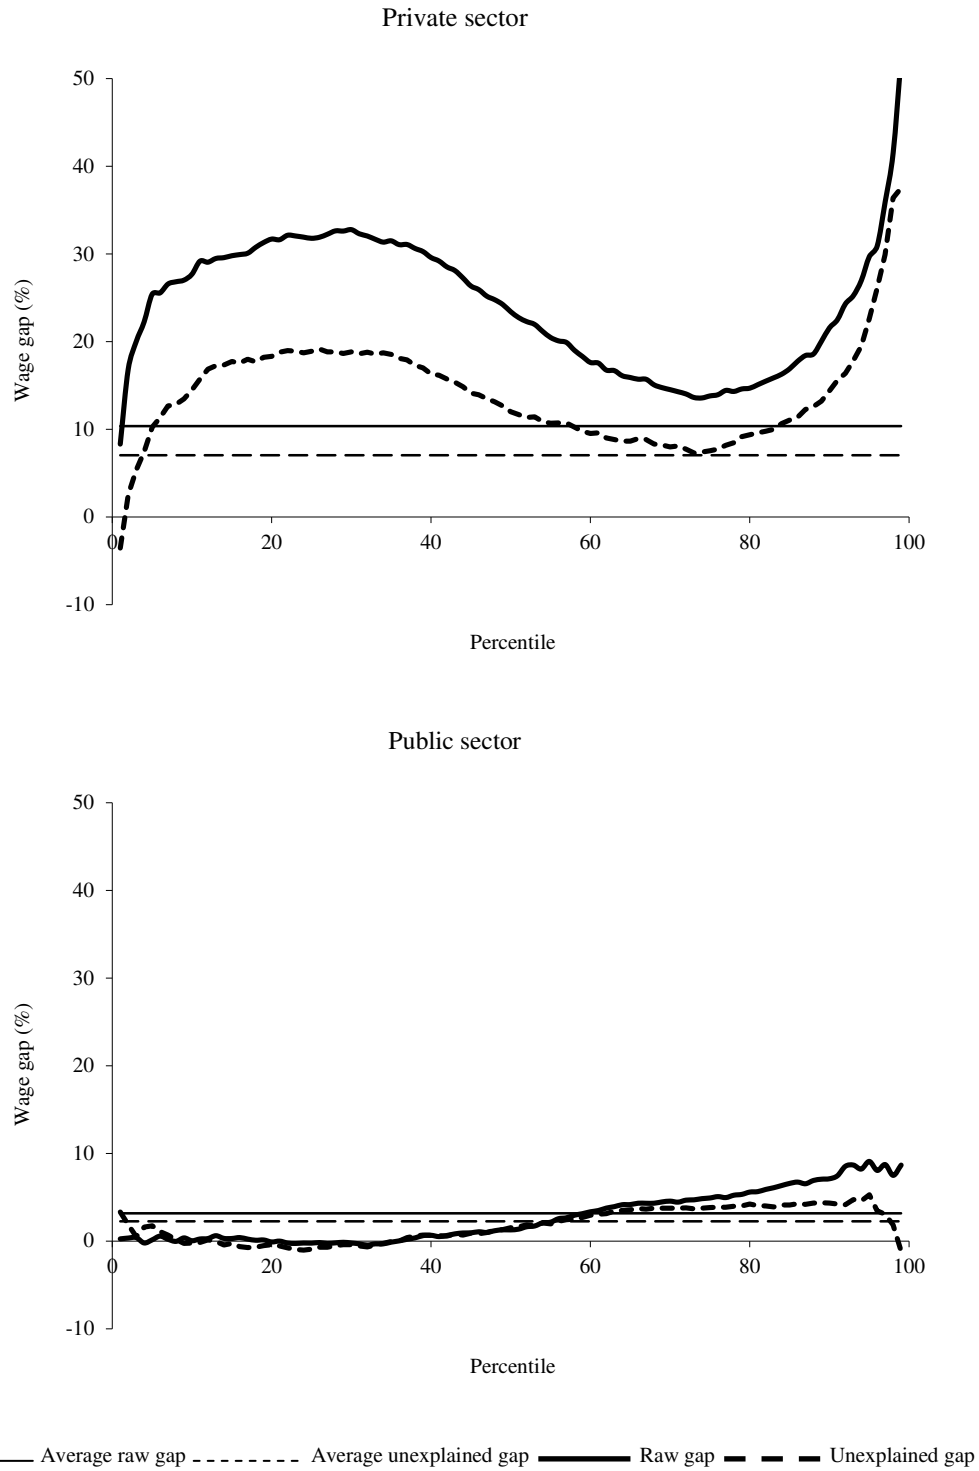 Private sector
50
40
30
20
10
0
-10
0 20 40 60 80 100
Wage gap (%)
Percentile
Public sector
50
40
30
20
10
0
-10
0 20 40 60 80 100
Wage gap (%)
Percentile
Average raw gap Average unexplained gap Raw gap Unexplained gap